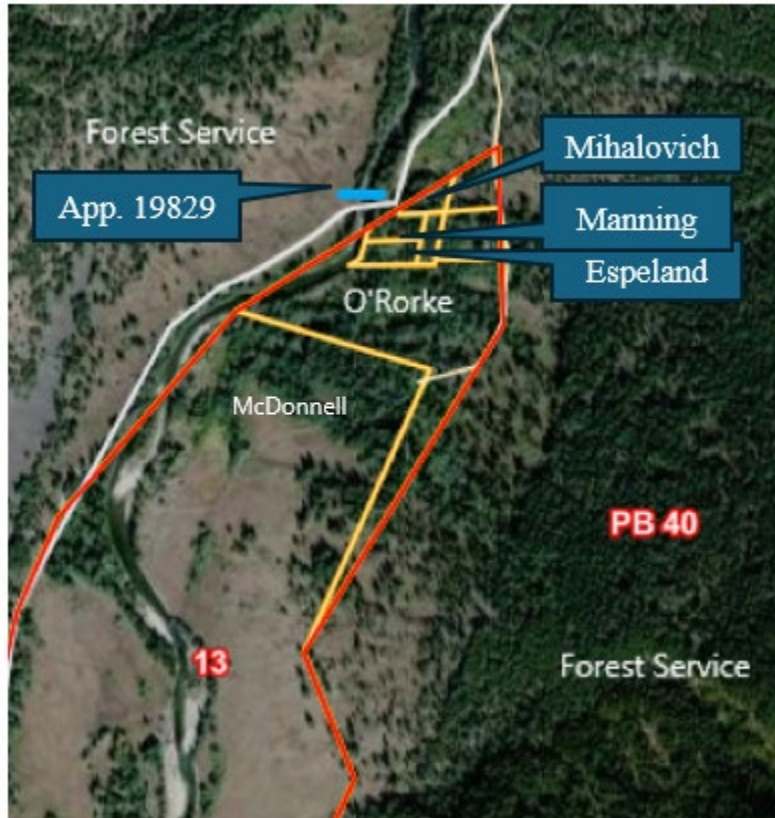 Forest Service
Mihalovich
App. 19829
Manning
Espeland
O'Rorke
McDonnell
PB 40
13
Forest Service